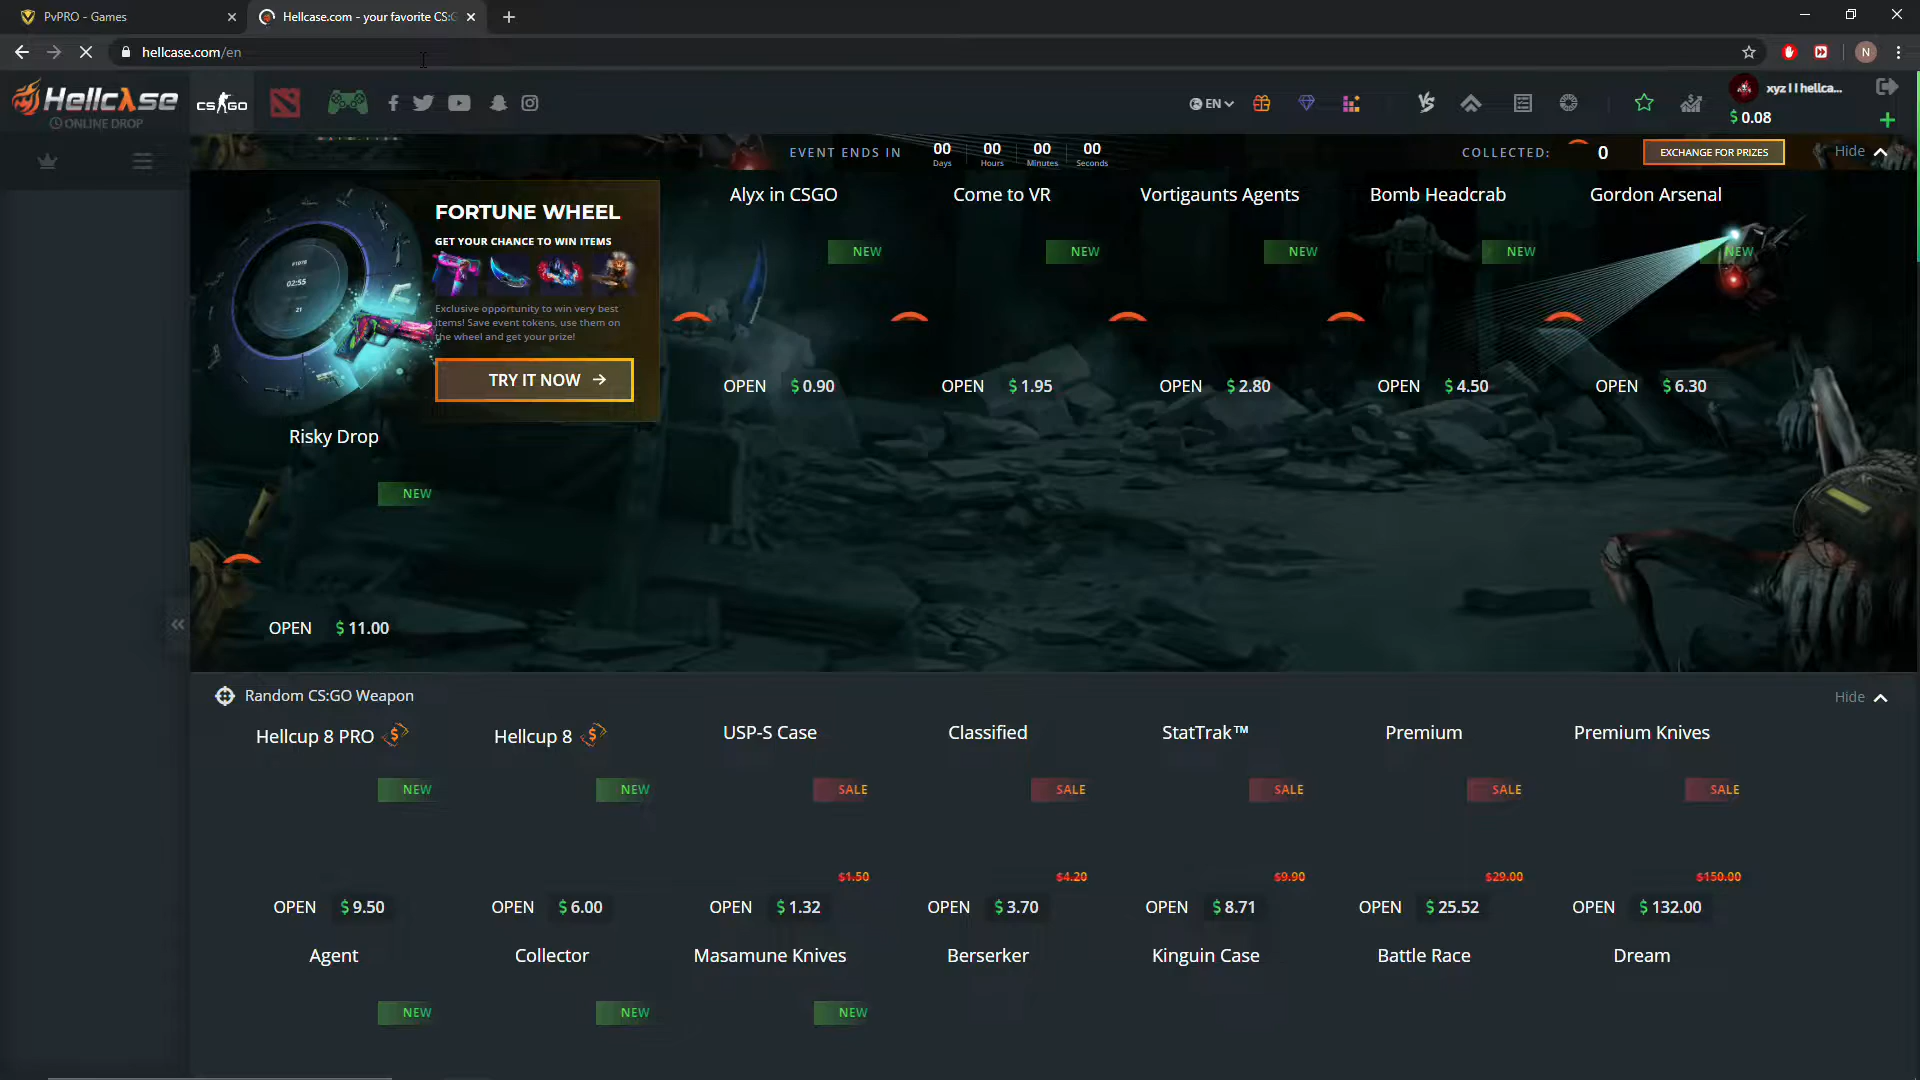 PvPRO - Games
Hellcase.com - your favorite CS:G
hellcase.com/en
Hellcase
ONLINE DROP
CS GO
EN
xyz l l hellca...
$ 0.08
EVENT ENDS IN
00 00 00 00
Days Hours Minutes Seconds
COLLECTED: 0
EXCHANGE FOR PRIZES
Hide
FORTUNE WHEEL
GET YOUR CHANCE TO WIN ITEMS
Exclusive opportunity to win very best
items! Save event tokens, use them on
the wheel and get your prize!
TRY IT NOW
02:55
21
Alyx in CSGO Come to VR Vortigaunts Agents Bomb Headcrab Gordon Arsenal
NEW NEW NEW NEW NEW
OPEN $ 0.90 OPEN $ 1.95 OPEN $ 2.80 OPEN $ 4.50 OPEN $ 6.30
Risky Drop
NEW
OPEN $ 11.00
Random CS:GO Weapon
Hide
Hellcup 8 PRO Hellcup 8 USP-S Case Classified StatTrak™ Premium Premium Knives
NEW NEW SALE SALE SALE SALE SALE
$1.50 $4.20 $9.90 $29.00 $150.00
OPEN $ 9.50 OPEN $ 6.00 OPEN $ 1.32 OPEN $ 3.70 OPEN $ 8.71 OPEN $ 25.52 OPEN $ 132.00
Agent Collector Masamune Knives Berserker Kinguin Case Battle Race Dream
NEW NEW NEW